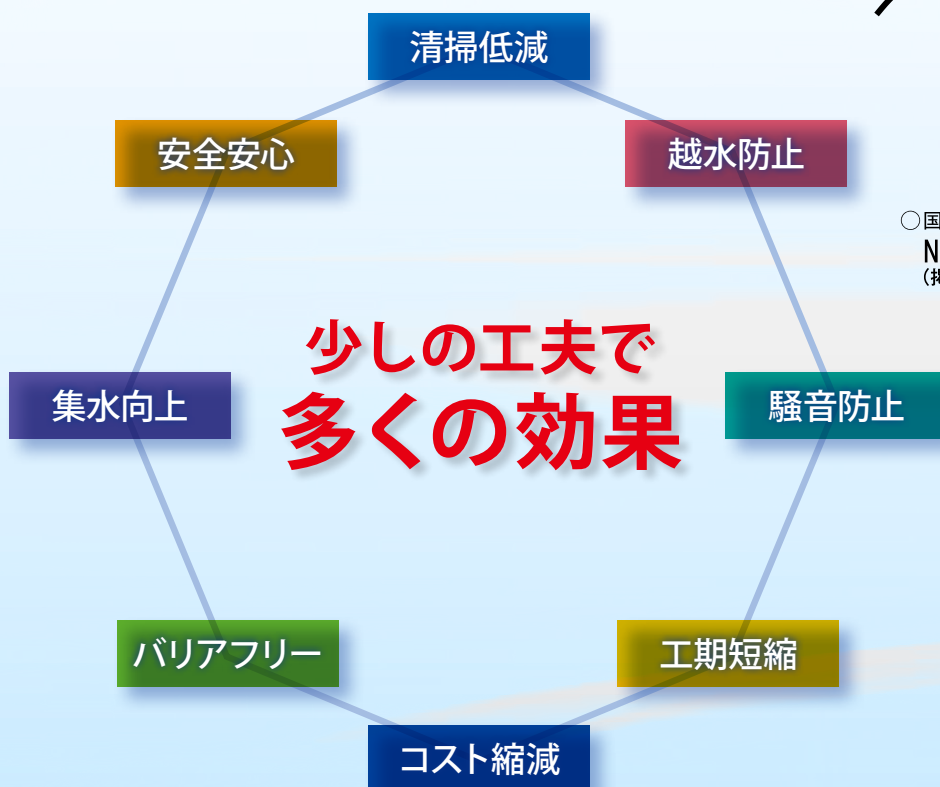 清掃低減
安全安心
越水防止
○国
N
(掲
少しの工夫で
多くの効果
集水向上
騒音防止
バリアフリー
工期短縮
コスト縮減